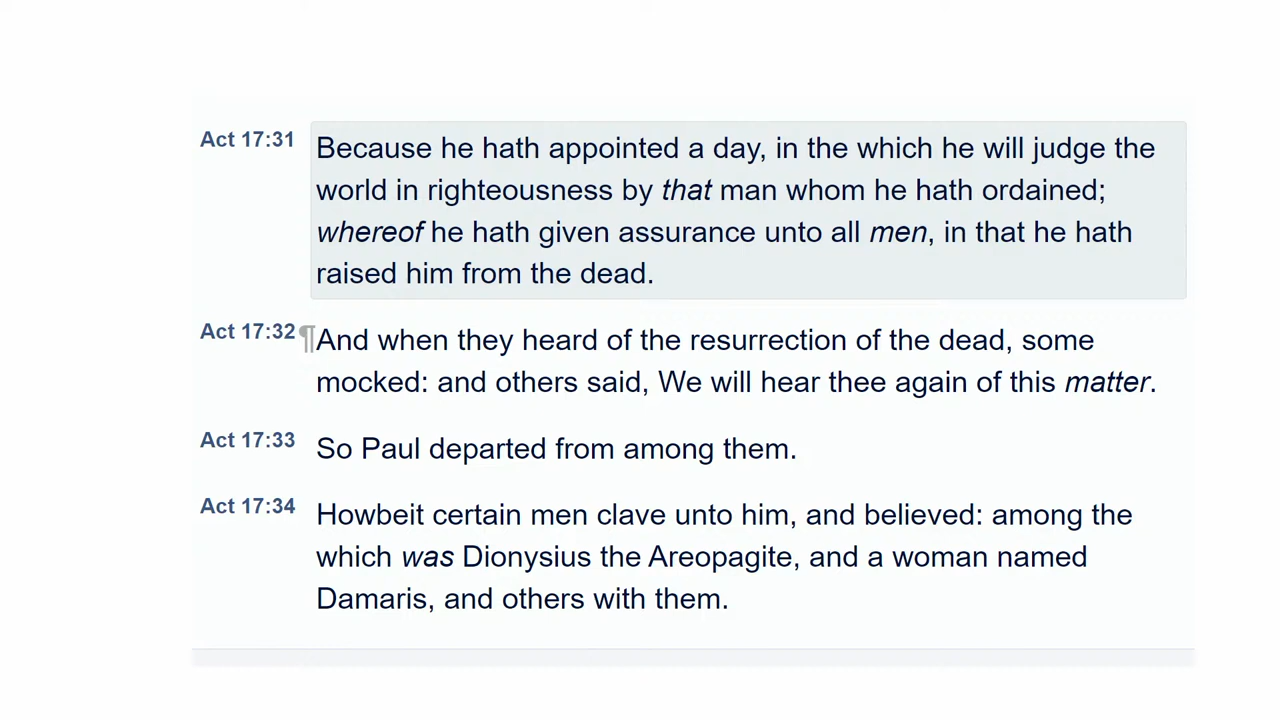 Act 17:31 Because he hath appointed a day, in the which he will judge the
world in righteousness by that man whom he hath ordained;
whereof he hath given assurance unto all men, in that he hath
raised him from the dead.
Act 17:32 ¶And when they heard of the resurrection of the dead, some
mocked: and others said, We will hear thee again of this matter.
Act 17:33 So Paul departed from among them.
Act 17:34 Howbeit certain men clave unto him, and believed: among the
which was Dionysius the Areopagite, and a woman named
Damaris, and others with them.